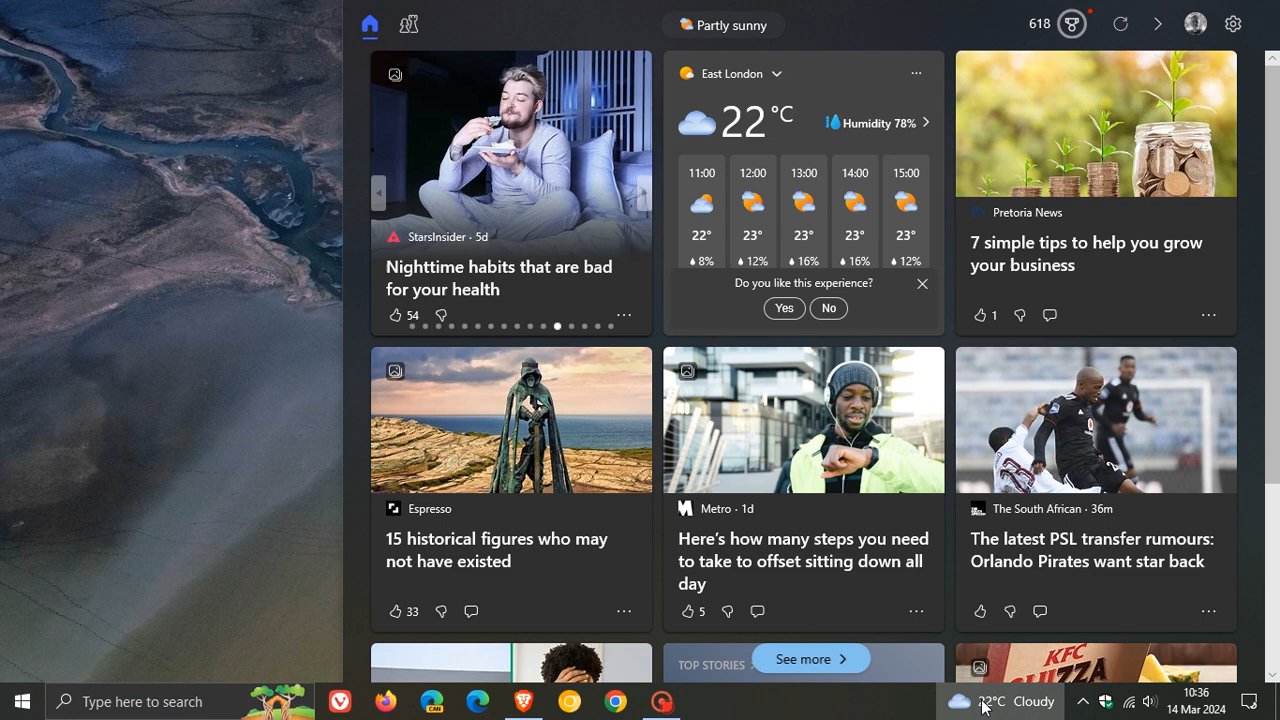 Partly sunny
618
StarsInsider · 5d
Nighttime habits that are bad
for your health
54
East London
22 °C
Humidity 78%
11:00 12:00 13:00 14:00 15:00
22° 23° 23° 23° 23°
8% 12% 16% 16% 12%
Do you like this experience?
Yes No
Pretoria News
7 simple tips to help you grow
your business
1
Espresso
15 historical figures who may
not have existed
33
Metro · 1d
Here's how many steps you need
to take to offset sitting down all
day
5
The South African · 36m
The latest PSL transfer rumours:
Orlando Pirates want star back
TOP STORIES
See more
KFC
CHIZZA
Type here to search
CAN
22°C Cloudy
10:36
14 Mar 2024